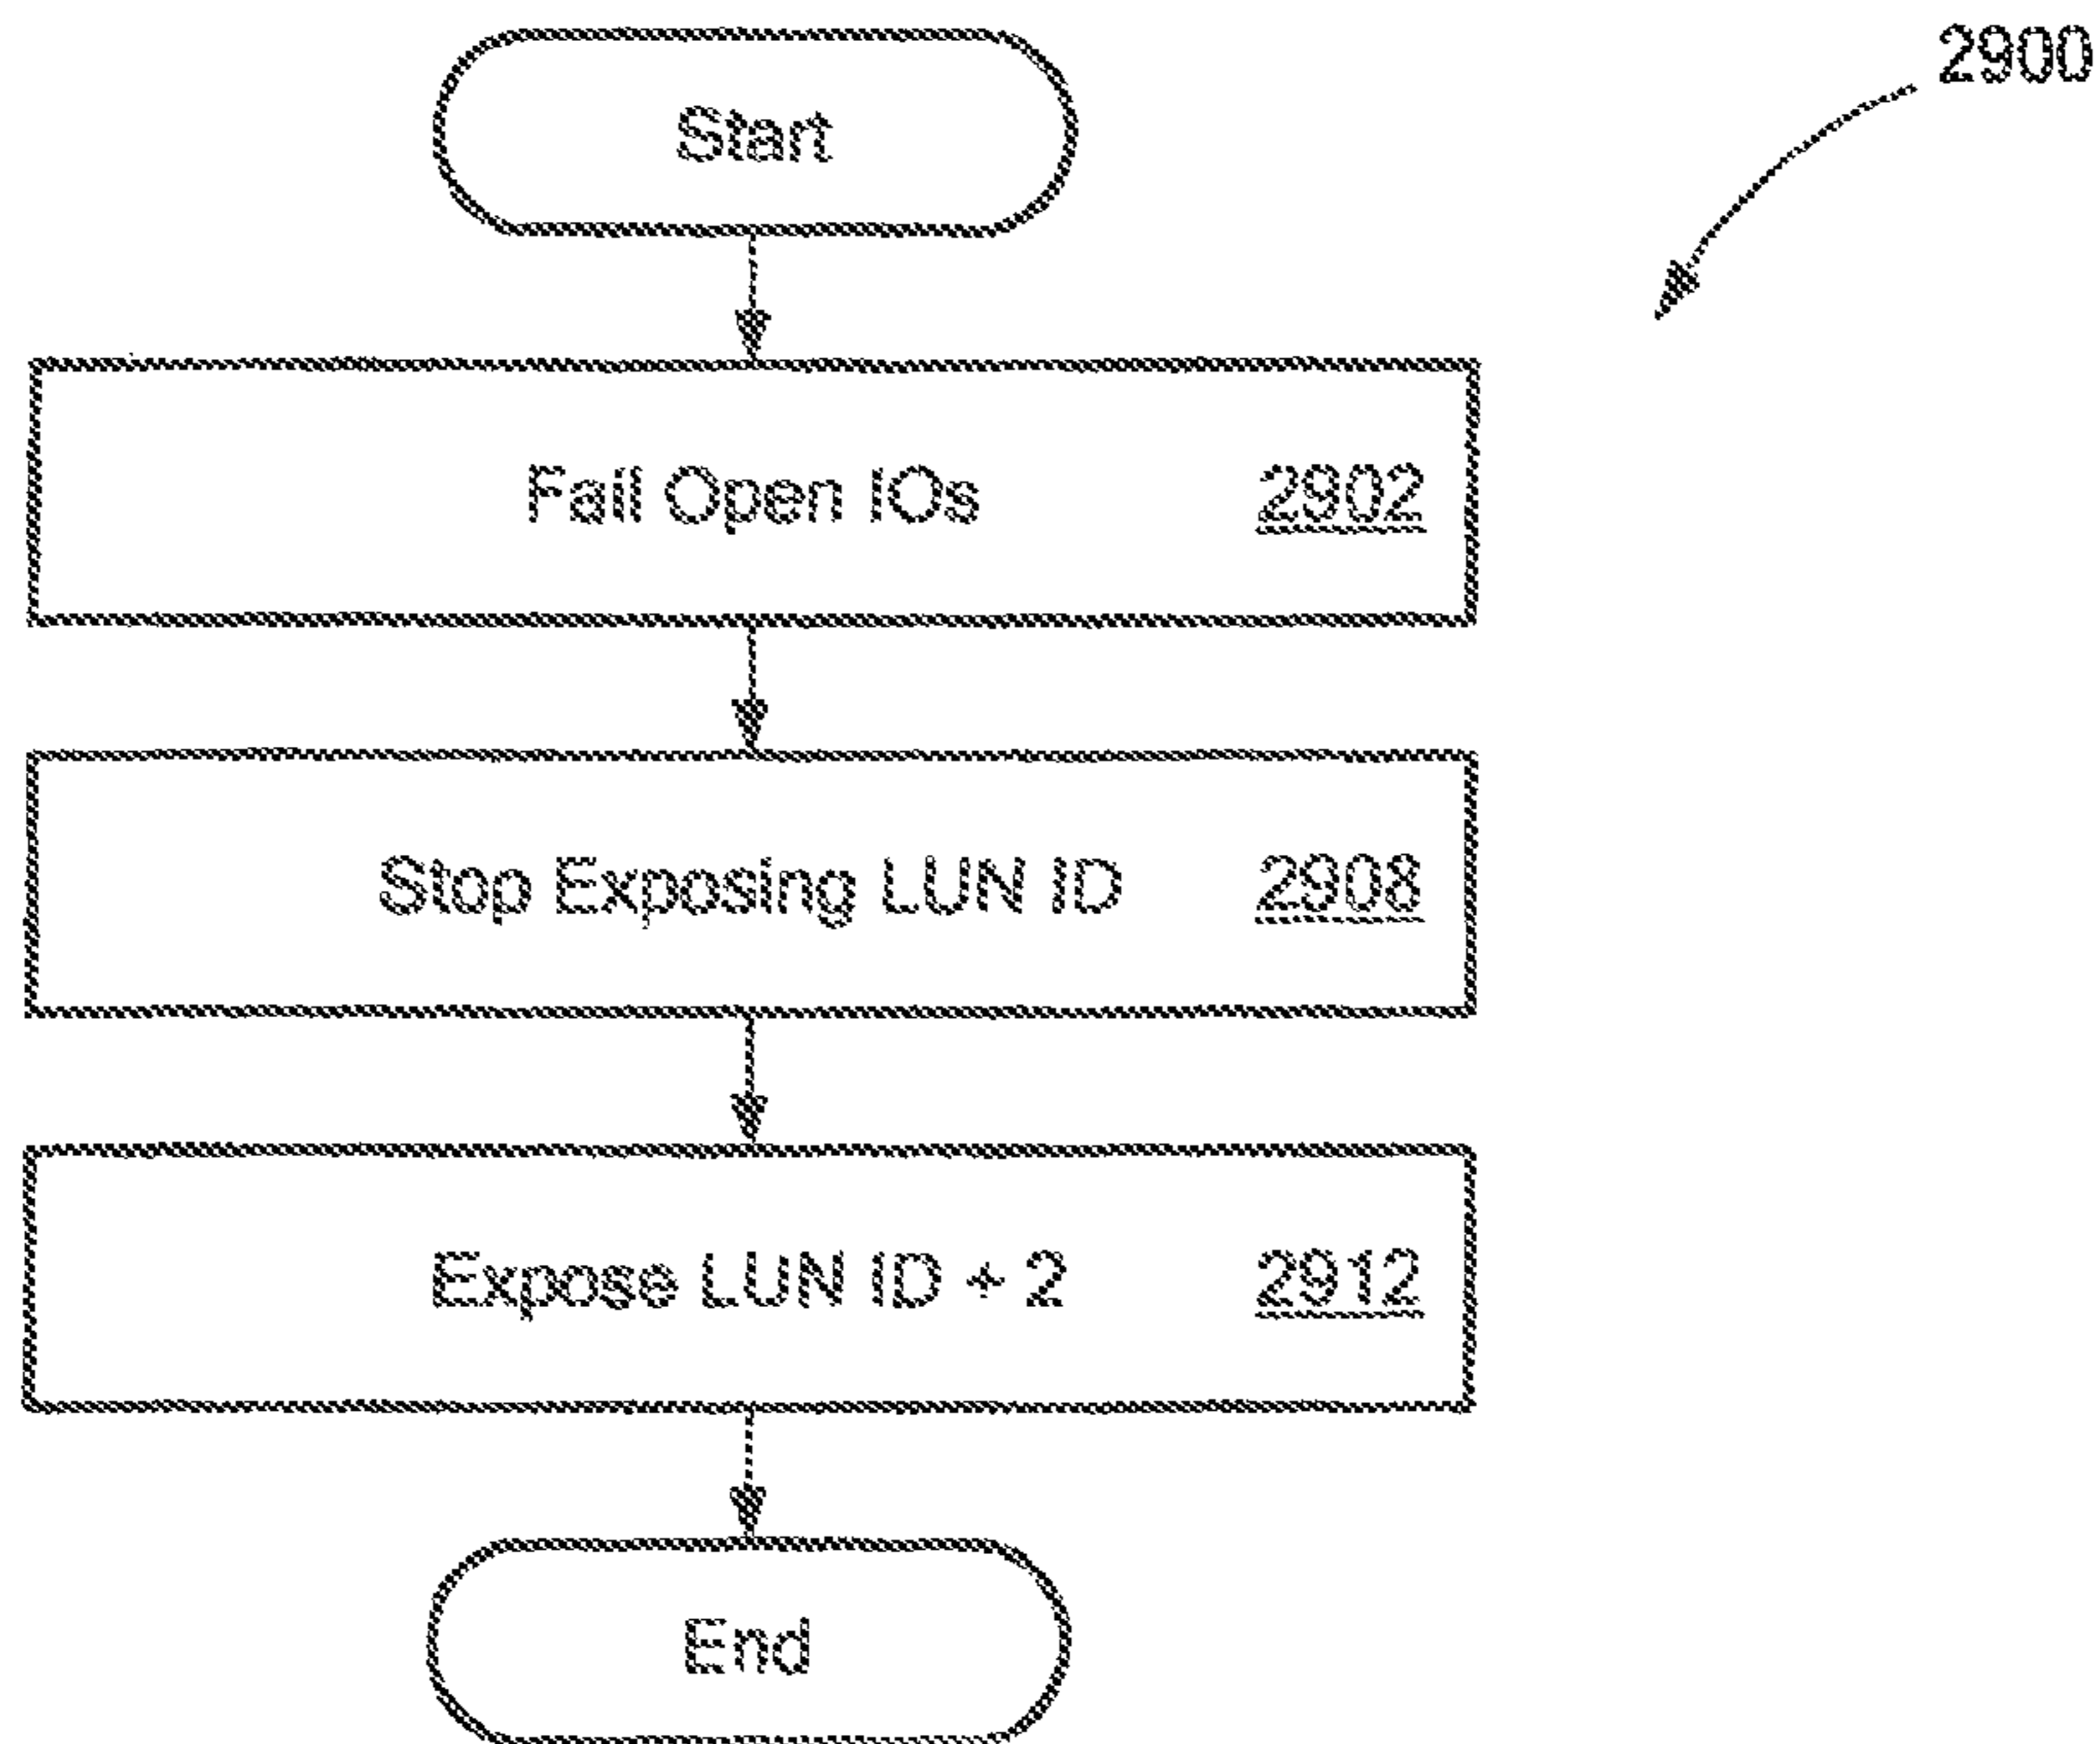 2900
Start
Fail Open IOs 2902
Stop Exposing LUN ID 2908
Expose LUN ID + 2 2912
End